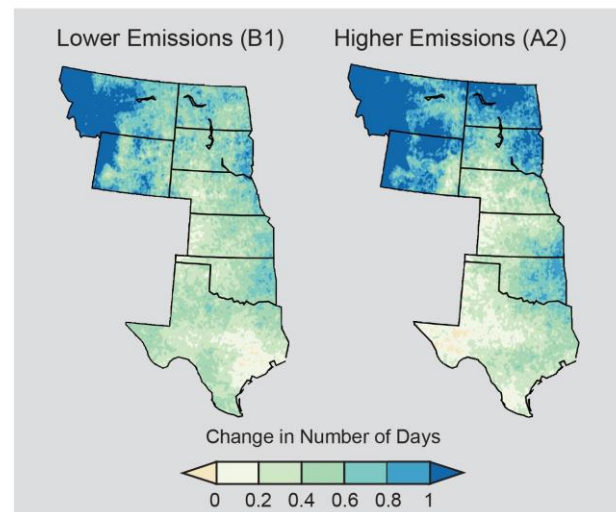 Lower Emissions (B1)
Higher Emissions (A2)
Change in Number of Days
0 0.2 0.4 0.6 0.8 1